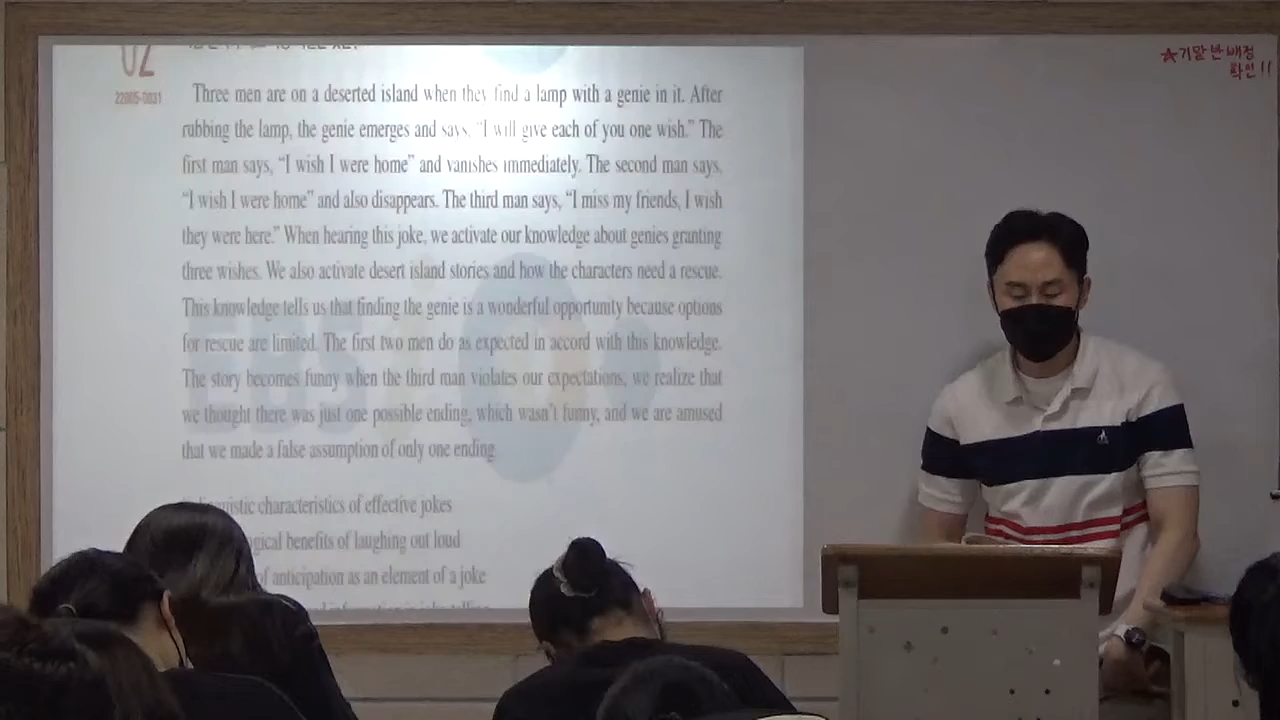 02
22005-0031
Three men are on a deserted island when they find a lamp with a genie in it. After
rubbing the lamp, the genie emerges and says, “I will give each of you one wish.” The
first man says, “I wish I were home” and vanishes immediately. The second man says,
“I wish I were home” and also disappears. The third man says, “I miss my friends, I wish
they were here.” When hearing this joke, we activate our knowledge about genies granting
three wishes. We also activate desert island stories and how the characters need a rescue.
This knowledge tells us that finding the genie is a wonderful opportunity because options
for rescue are limited. The first two men do as expected in accord with this knowledge.
The story becomes funny when the third man violates our expectations, we realize that
we thought there was just one possible ending, which wasn’t funny, and we are amused
that we made a false assumption of only one ending.
characteristics of effective jokes
benefits of laughing out loud
of anticipation as an element of a joke
EBS
☆기말 반배정
확인!!